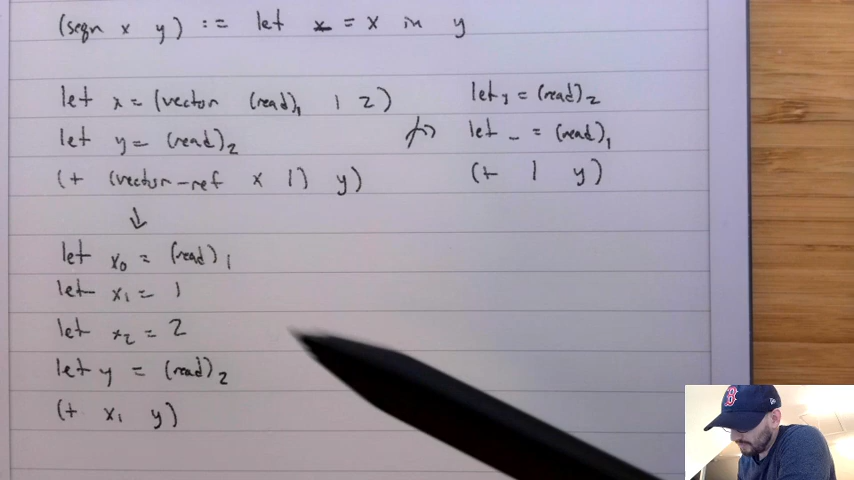 (seqn x y) := let _ = x in y
let x = (vector (read)₁ 1 2)
let y = (read)₂
(+ (vector-ref x 1) y)
let y = (read)₂
let _ = (read)₁
(+ 1 y)
↓
let x₀ = (read)₁
let x₁ = 1
let x₂ = 2
let y = (read)₂
(+ x₁ y)